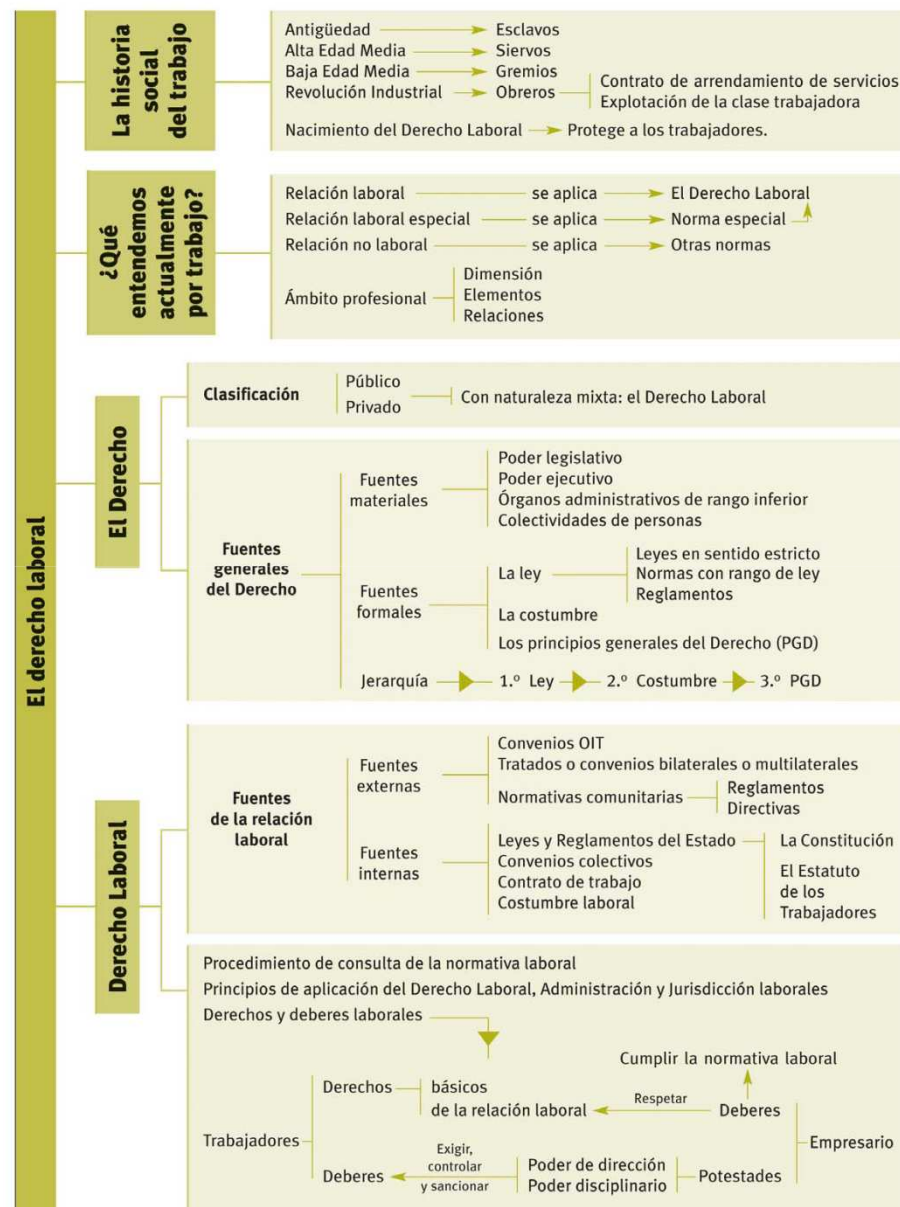 El derecho laboral
La historia
social
del trabajo
Antigüedad Esclavos
Alta Edad Media Siervos
Baja Edad Media Gremios
Revolución Industrial Obreros
Contrato de arrendamiento de servicios
Explotación de la clase trabajadora
Nacimiento del Derecho Laboral Protege a los trabajadores.
¿Qué
entendemos
actualmente
por trabajo?
Relación laboral se aplica El Derecho Laboral
Relación laboral especial se aplica Norma especial
Relación no laboral se aplica Otras normas
Ámbito profesional
Dimensión
Elementos
Relaciones
El Derecho
Clasificación
Público
Privado
Con naturaleza mixta: el Derecho Laboral
Fuentes
generales
del Derecho
Fuentes
materiales
Poder legislativo
Poder ejecutivo
Órganos administrativos de rango inferior
Colectividades de personas
Fuentes
formales
La ley
Leyes en sentido estricto
Normas con rango de ley
Reglamentos
La costumbre
Los principios generales del Derecho (PGD)
Jerarquía 1.º Ley 2.º Costumbre 3.º PGD
Derecho Laboral
Fuentes
de la relación
laboral
Fuentes
externas
Convenios OIT
Tratados o convenios bilaterales o multilaterales
Normativas comunitarias
Reglamentos
Directivas
Fuentes
internas
Leyes y Reglamentos del Estado
Convenios colectivos
Contrato de trabajo
Costumbre laboral
La Constitución
El Estatuto
de los
Trabajadores
Procedimiento de consulta de la normativa laboral
Principios de aplicación del Derecho Laboral, Administración y Jurisdicción laborales
Derechos y deberes laborales
Cumplir la normativa laboral
Trabajadores
Derechos
básicos
de la relación laboral
Respetar
Deberes
Empresario
Deberes
Exigir,
controlar
y sancionar
Poder de dirección
Poder disciplinario
Potestades